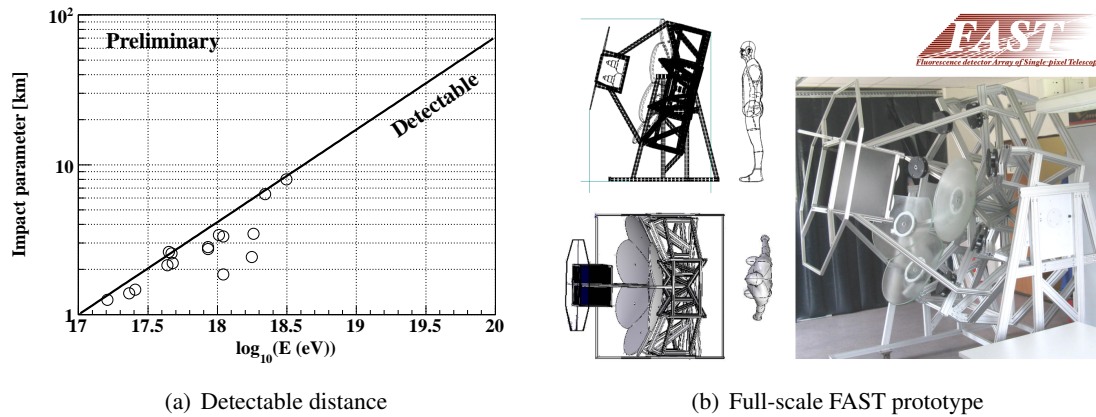 10²
Preliminary
Detectable
10
1
Impact parameter [km]
17 17.5 18 18.5 19 19.5 20
log₁₀(E (eV))
(a) Detectable distance
FAST
Fluorescence detector Array of Single-pixel Telescop
(b) Full-scale FAST prototype